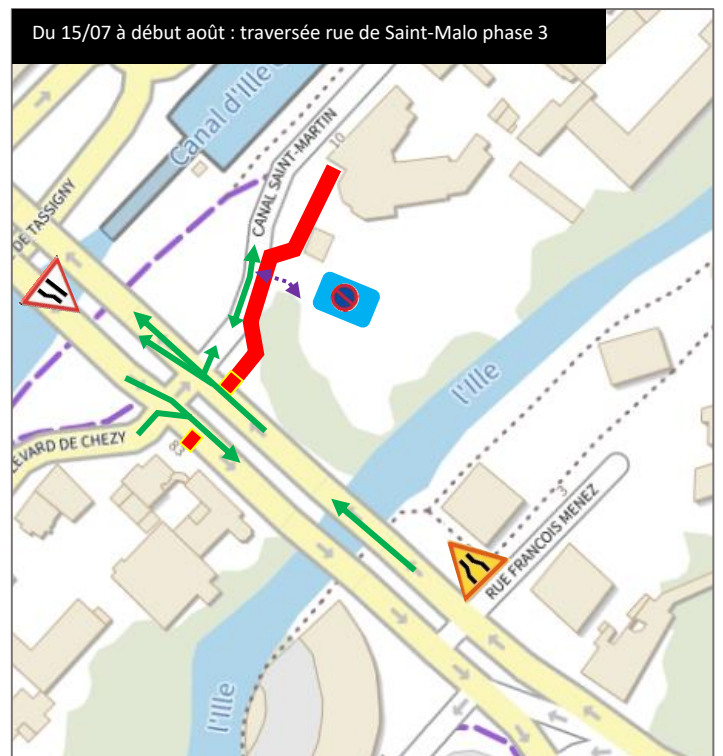 Du 15/07 à début août : traversée rue de Saint-Malo phase 3
Canal d'Ille
10
CANAL SAINT-MARTIN
DE TASSIGNY
l'Ille
LEVARD DE CHEZY
83
3
RUE FRANCOIS MENEZ
l'Ille